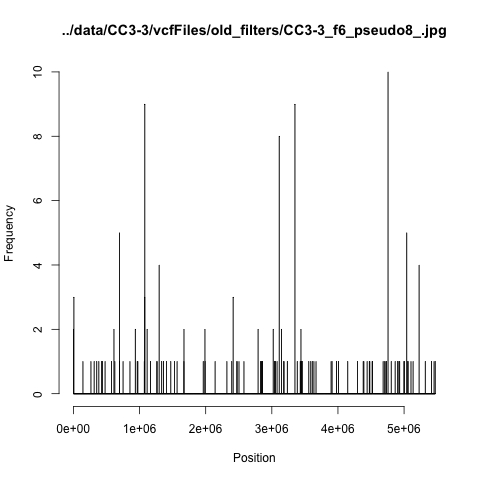 ../data/CC3-3/vcfFiles/old_filters/CC3-3_f6_pseudo8_.jpg
Frequency
10
8
6
4
2
0
0e+00 1e+06 2e+06 3e+06 4e+06 5e+06
Position